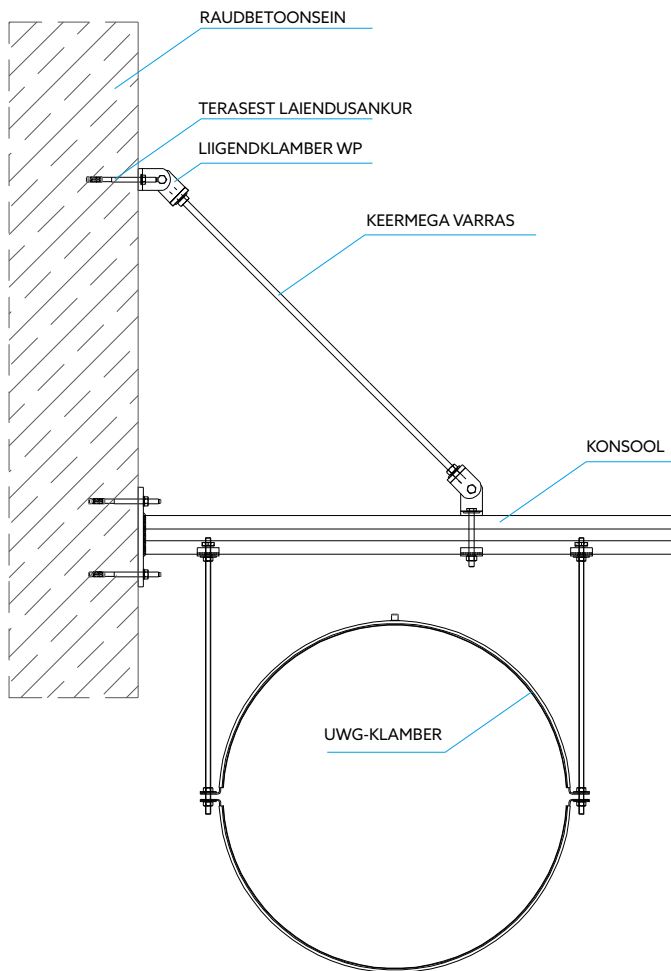 RAUDBETOONSEIN
TERASEST LAIENDUSANKUR
LIIGENDKLAMBER WP
KEERMEGA VARRAS
KONSOOL
UWG-KLAMBER